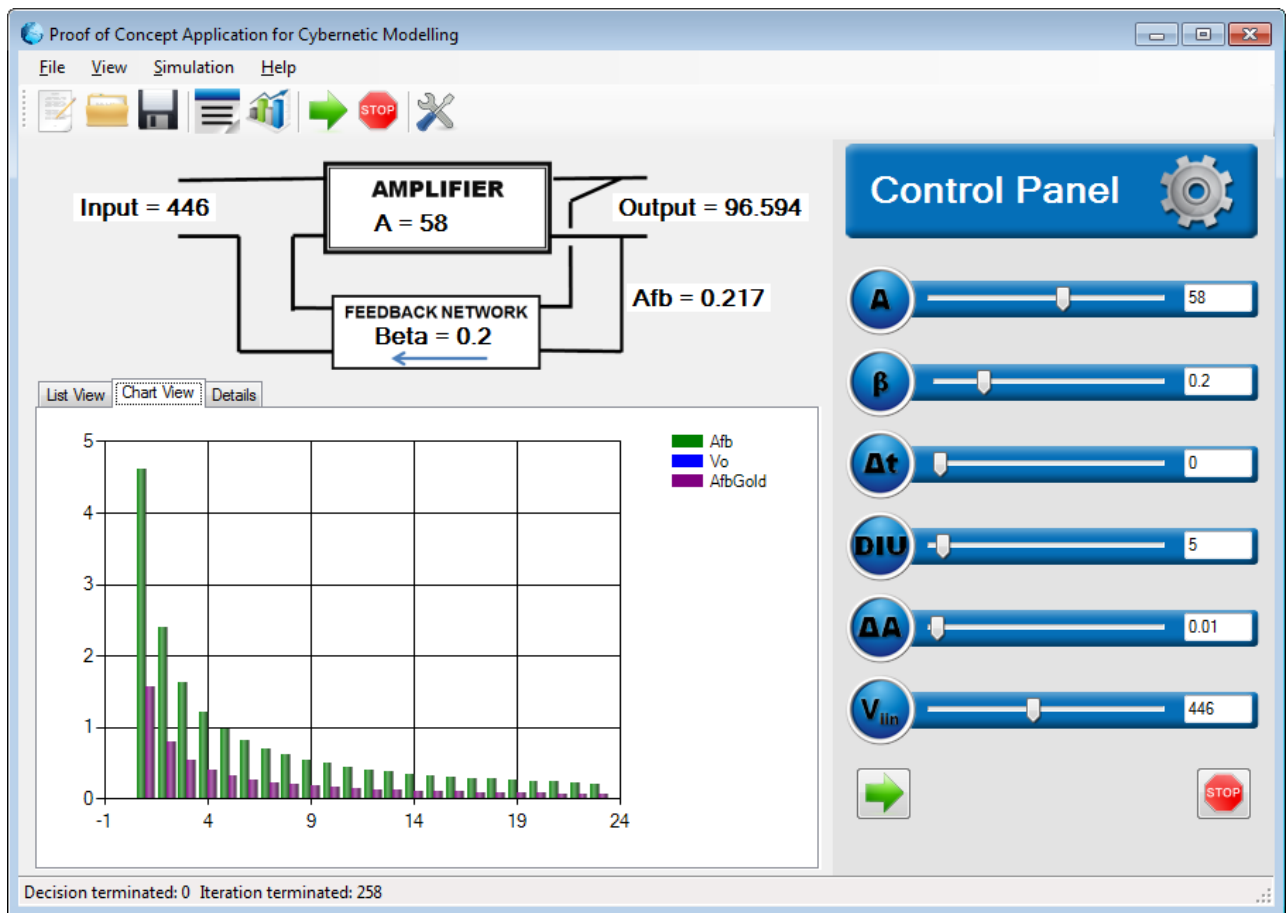 Proof of Concept Application for Cybernetic Modelling
File View Simulation Help
STOP
AMPLIFIER
A = 58
Input = 446
Output = 96.594
Afb = 0.217
FEEDBACK NETWORK
Beta = 0.2
List View Chart View Details
5
4
3
2
1
0
-1 4 9 14 19 24
Afb
Vo
AfbGold
Control Panel
A 58
β 0.2
Δt 0
DIU 5
ΔA 0.01
Viin 446
STOP
Decision terminated: 0 Iteration terminated: 258